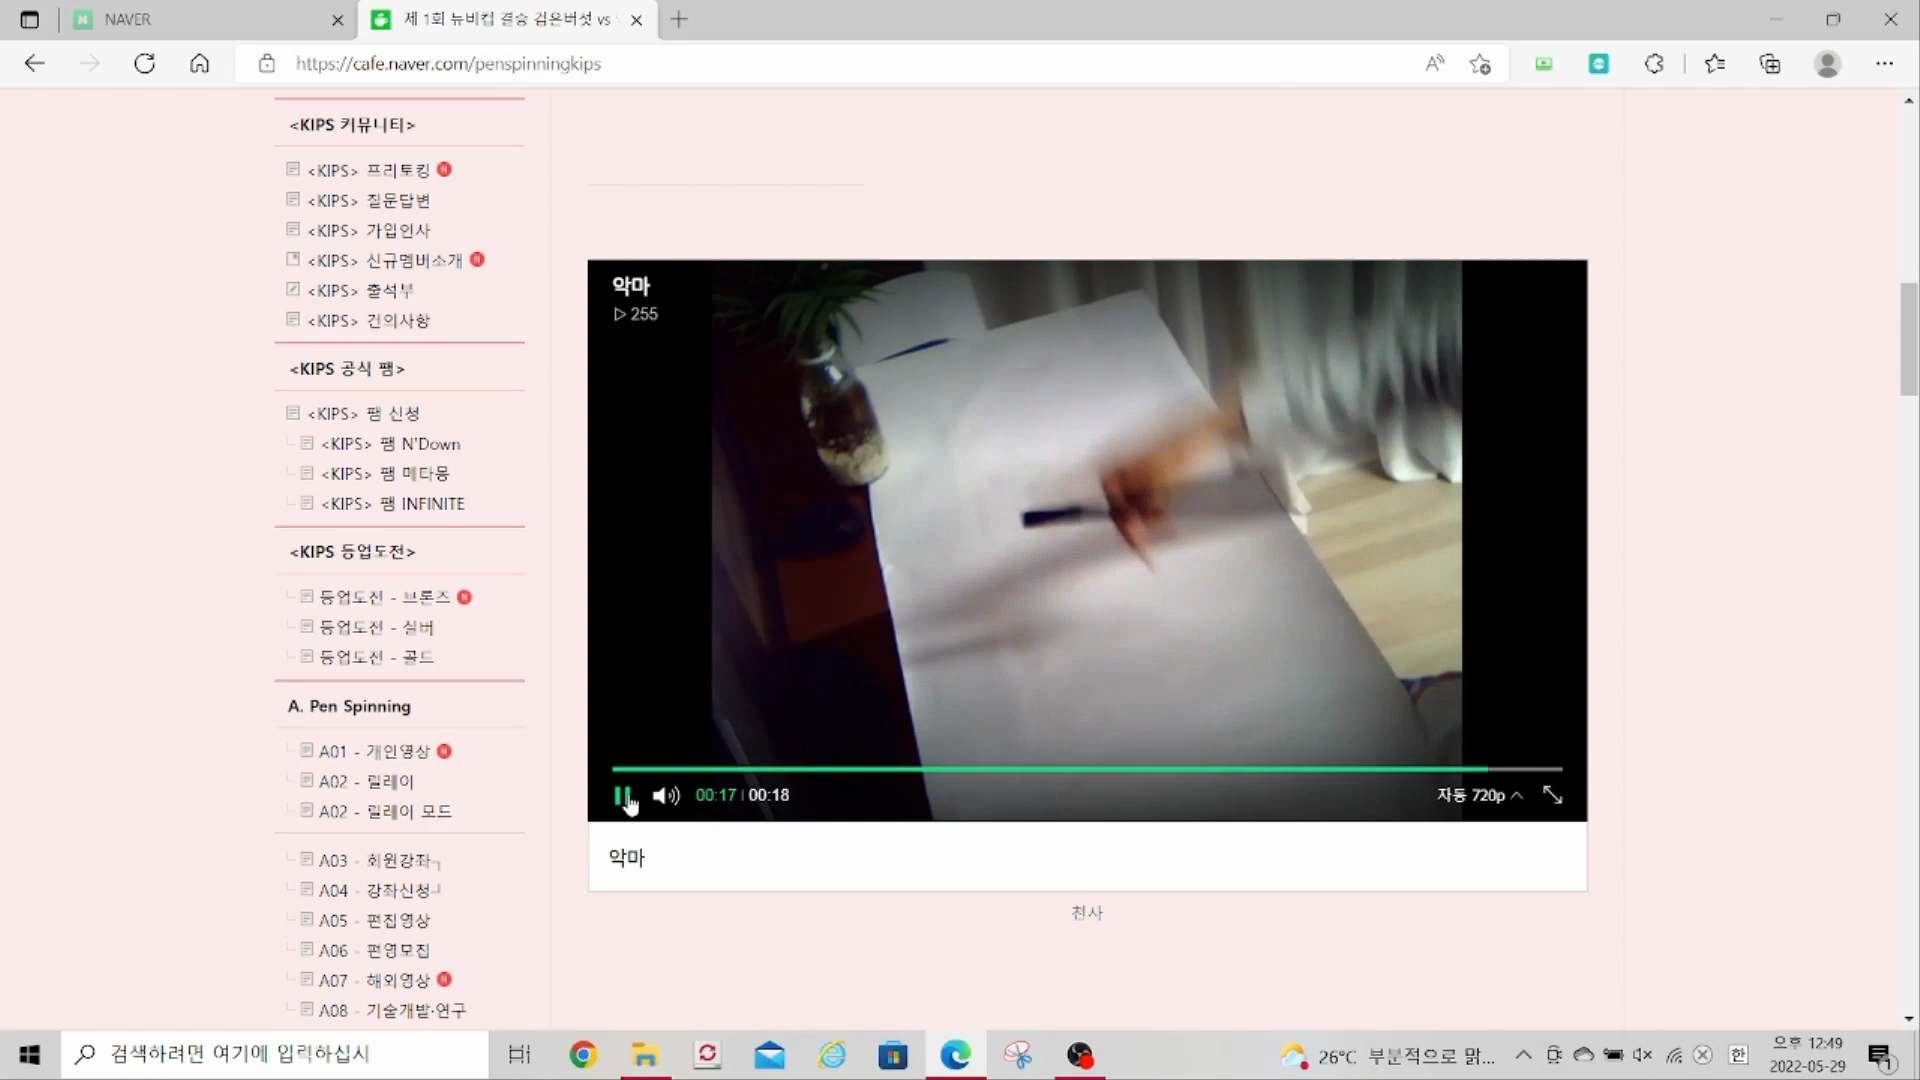 NAVER
제 1회 뉴비컵 결승 검은버섯 vs
https://cafe.naver.com/penspinningkips
<KIPS 커뮤니티>
<KIPS> 프리토킹 N
<KIPS> 질문답변
<KIPS> 가입인사
<KIPS> 신규멤버소개 N
<KIPS> 출석부
<KIPS> 건의사항
<KIPS 공식 팸>
<KIPS> 팸 신청
<KIPS> 팸 N'Down
<KIPS> 팸 메타몽
<KIPS> 팸 INFINITE
<KIPS 등업도전>
등업도전 - 브론즈 N
등업도전 - 실버
등업도전 - 골드
A. Pen Spinning
A01 - 개인영상 N
A02 - 릴레이
A02 - 릴레이 모드
A03 - 회원강좌┐
A04 - 강좌신청┘
A05 - 편집영상
A06 - 편영모집
A07 - 해외영상 N
A08 - 기술개발·연구
악마
255
00:17 00:18
자동 720p
악마
천사
검색하려면 여기에 입력하십시
26°C 부분적으로 맑...
한
오후 12:49
2022-05-29
1